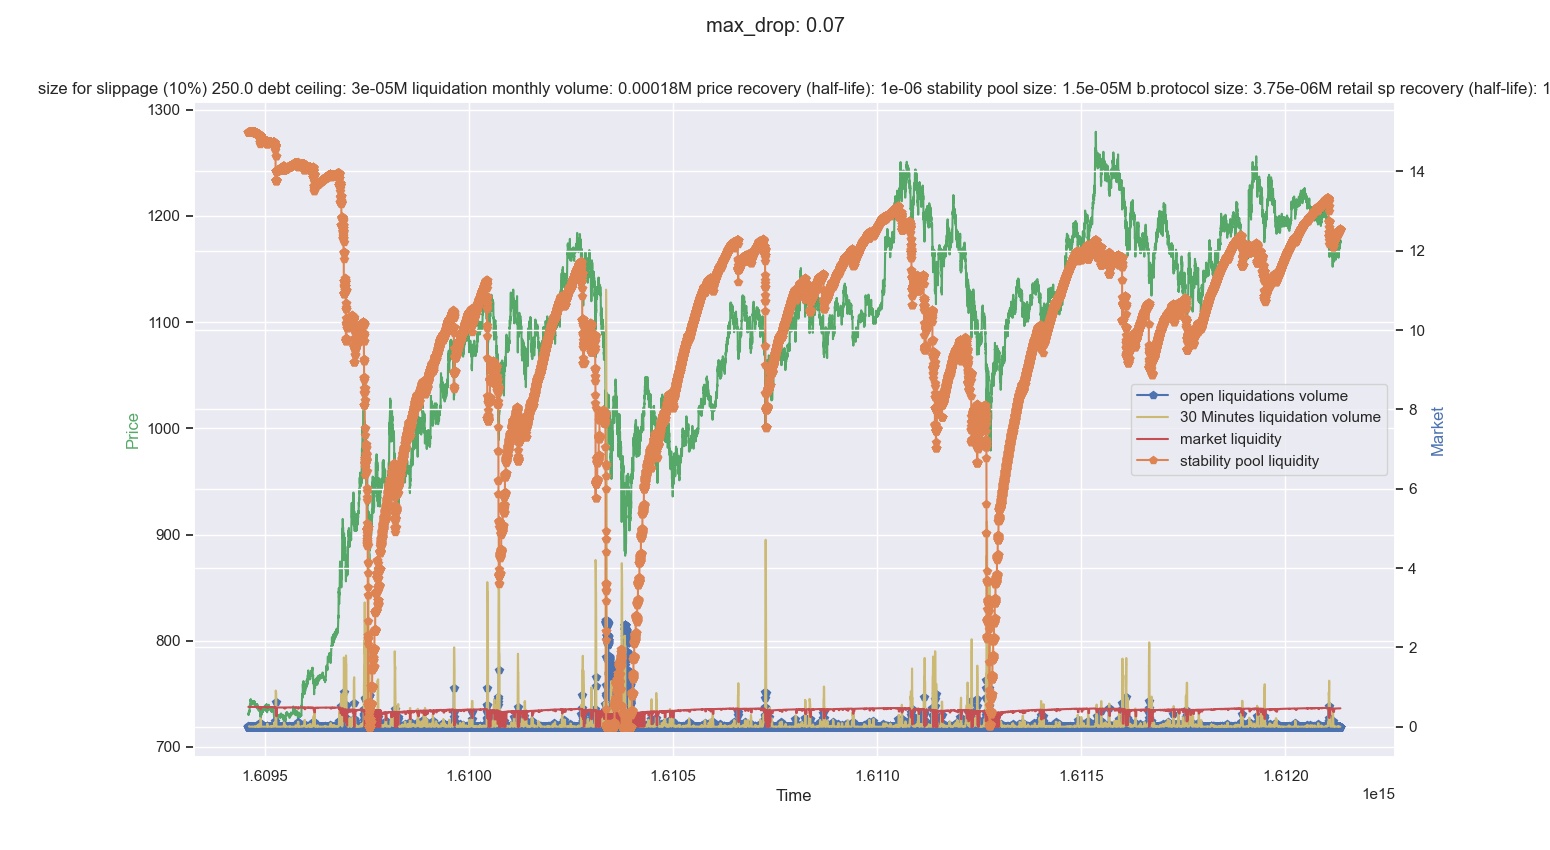 max_drop: 0.07
size for slippage (10%) 250.0 debt ceiling: 3e-05M liquidation monthly volume: 0.00018M price recovery (half-life): 1e-06 stability pool size: 1.5e-05M b.protocol size: 3.75e-06M retail sp recovery (half-life): 1
1300
1200
1100
1000
900
800
700
Price
14
12
10
8
6
4
2
0
Market
open liquidations volume
30 Minutes liquidation volume
market liquidity
stability pool liquidity
1.6095
1.6100
1.6105
1.6110
1.6115
1.6120
1e15
Time